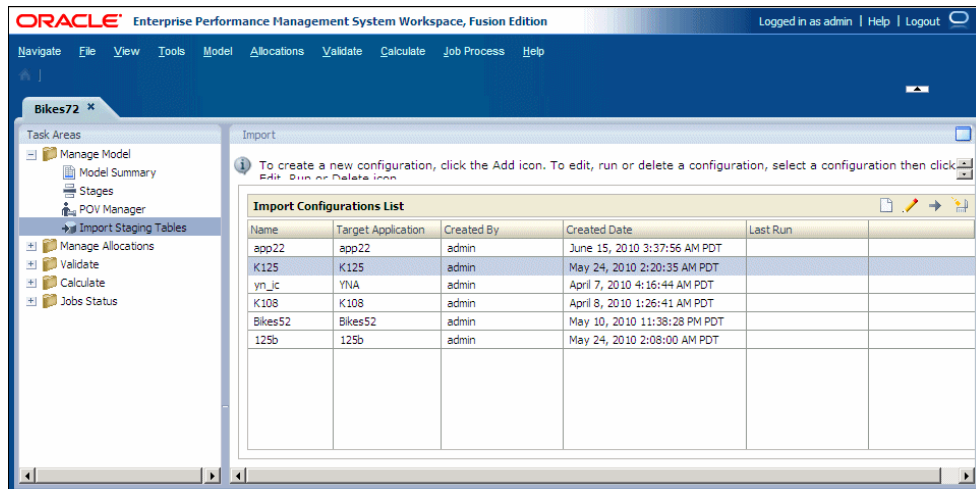 ORACLE Enterprise Performance Management System Workspace, Fusion Edition
Logged in as admin | Help | Logout
Navigate File View Tools Model Allocations Validate Calculate Job Process Help
Bikes72 ×
Task Areas
Manage Model
Model Summary
Stages
POV Manager
Import Staging Tables
Manage Allocations
Validate
Calculate
Jobs Status
Import
To create a new configuration, click the Add icon. To edit, run or delete a configuration, select a configuration then click
Edit, Run or Delete icon
Import Configurations List
Name Target Application Created By Created Date Last Run
app22 app22 admin June 15, 2010 3:37:56 AM PDT
K125 K125 admin May 24, 2010 2:20:35 AM PDT
yn_ic YNA admin April 7, 2010 4:16:44 AM PDT
K108 K108 admin April 8, 2010 1:26:41 AM PDT
Bikes52 Bikes52 admin May 10, 2010 11:38:28 PM PDT
125b 125b admin May 24, 2010 2:08:00 AM PDT